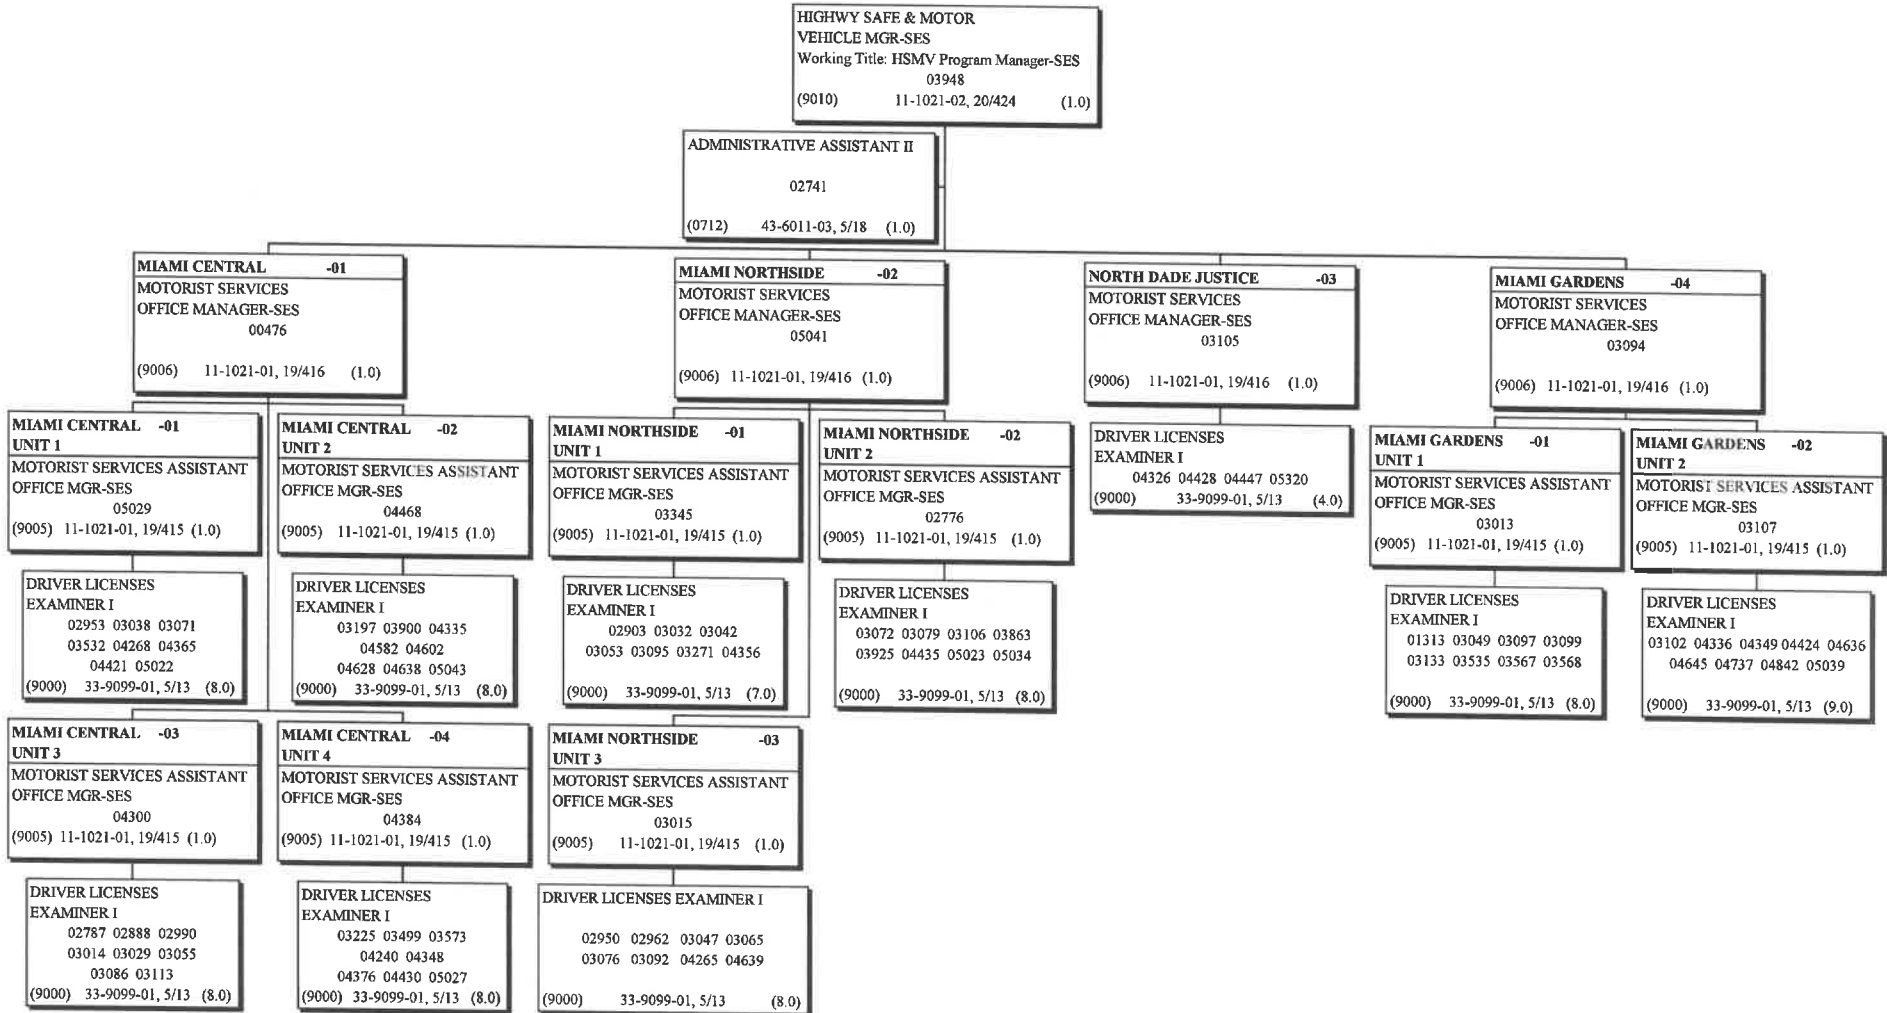 HIGHWY SAFE & MOTOR
VEHICLE MGR-SES
Working Title: HSMV Program Manager-SES
03948
(9010) 11-1021-02, 20/424 (1.0)
ADMINISTRATIVE ASSISTANT II
02741
(0712) 43-6011-03, 5/18 (1.0)
MIAMI CENTRAL -01
MOTORIST SERVICES
OFFICE MANAGER-SES
00476
(9006) 11-1021-01, 19/416 (1.0)
MIAMI NORTHSIDE -02
MOTORIST SERVICES
OFFICE MANAGER-SES
05041
(9006) 11-1021-01, 19/416 (1.0)
NORTH DADE JUSTICE -03
MOTORIST SERVICES
OFFICE MANAGER-SES
03105
(9006) 11-1021-01, 19/416 (1.0)
MIAMI GARDENS -04
MOTORIST SERVICES
OFFICE MANAGER-SES
03094
(9006) 11-1021-01, 19/416 (1.0)
MIAMI CENTRAL -01
UNIT 1
MOTORIST SERVICES ASSISTANT
OFFICE MGR-SES
05029
(9005) 11-1021-01, 19/415 (1.0)
MIAMI CENTRAL -02
UNIT 2
MOTORIST SERVICES ASSISTANT
OFFICE MGR-SES
04468
(9005) 11-1021-01, 19/415 (1.0)
MIAMI NORTHSIDE -01
UNIT 1
MOTORIST SERVICES ASSISTANT
OFFICE MGR-SES
03345
(9005) 11-1021-01, 19/415 (1.0)
MIAMI NORTHSIDE -02
UNIT 2
MOTORIST SERVICES ASSISTANT
OFFICE MGR-SES
02776
(9005) 11-1021-01, 19/415 (1.0)
DRIVER LICENSES
EXAMINER I
04326 04428 04447 05320
(9000) 33-9099-01, 5/13 (4.0)
MIAMI GARDENS -01
UNIT 1
MOTORIST SERVICES ASSISTANT
OFFICE MGR-SES
03013
(9005) 11-1021-01, 19/415 (1.0)
MIAMI GARDENS -02
UNIT 2
MOTORIST SERVICES ASSISTANT
OFFICE MGR-SES
03107
(9005) 11-1021-01, 19/415 (1.0)
DRIVER LICENSES
EXAMINER I
02953 03038 03071
03532 04268 04365
04421 05022
(9000) 33-9099-01, 5/13 (8.0)
DRIVER LICENSES
EXAMINER I
03197 03900 04335
04582 04602
04628 04638 05043
(9000) 33-9099-01, 5/13 (8.0)
DRIVER LICENSES
EXAMINER I
02903 03032 03042
03053 03095 03271 04356
(9000) 33-9099-01, 5/13 (7.0)
DRIVER LICENSES
EXAMINER I
03072 03079 03106 03863
03925 04435 05023 05034
(9000) 33-9099-01, 5/13 (8.0)
DRIVER LICENSES
EXAMINER I
01313 03049 03097 03099
03133 03535 03567 03568
(9000) 33-9099-01, 5/13 (8.0)
DRIVER LICENSES
EXAMINER I
03102 04336 04349 04424 04636
04645 04737 04842 05039
(9000) 33-9099-01, 5/13 (9.0)
MIAMI CENTRAL -03
UNIT 3
MOTORIST SERVICES ASSISTANT
OFFICE MGR-SES
04300
(9005) 11-1021-01, 19/415 (1.0)
MIAMI CENTRAL -04
UNIT 4
MOTORIST SERVICES ASSISTANT
OFFICE MGR-SES
04384
(9005) 11-1021-01, 19/415 (1.0)
MIAMI NORTHSIDE -03
UNIT 3
MOTORIST SERVICES ASSISTANT
OFFICE MGR-SES
03015
(9005) 11-1021-01, 19/415 (1.0)
DRIVER LICENSES
EXAMINER I
02787 02888 02990
03014 03029 03055
03086 03113
(9000) 33-9099-01, 5/13 (8.0)
DRIVER LICENSES
EXAMINER I
03225 03499 03573
04240 04348
04376 04430 05027
(9000) 33-9099-01, 5/13 (8.0)
DRIVER LICENSES EXAMINER I
02950 02962 03047 03065
03076 03092 04265 04639
(9000) 33-9099-01, 5/13 (8.0)